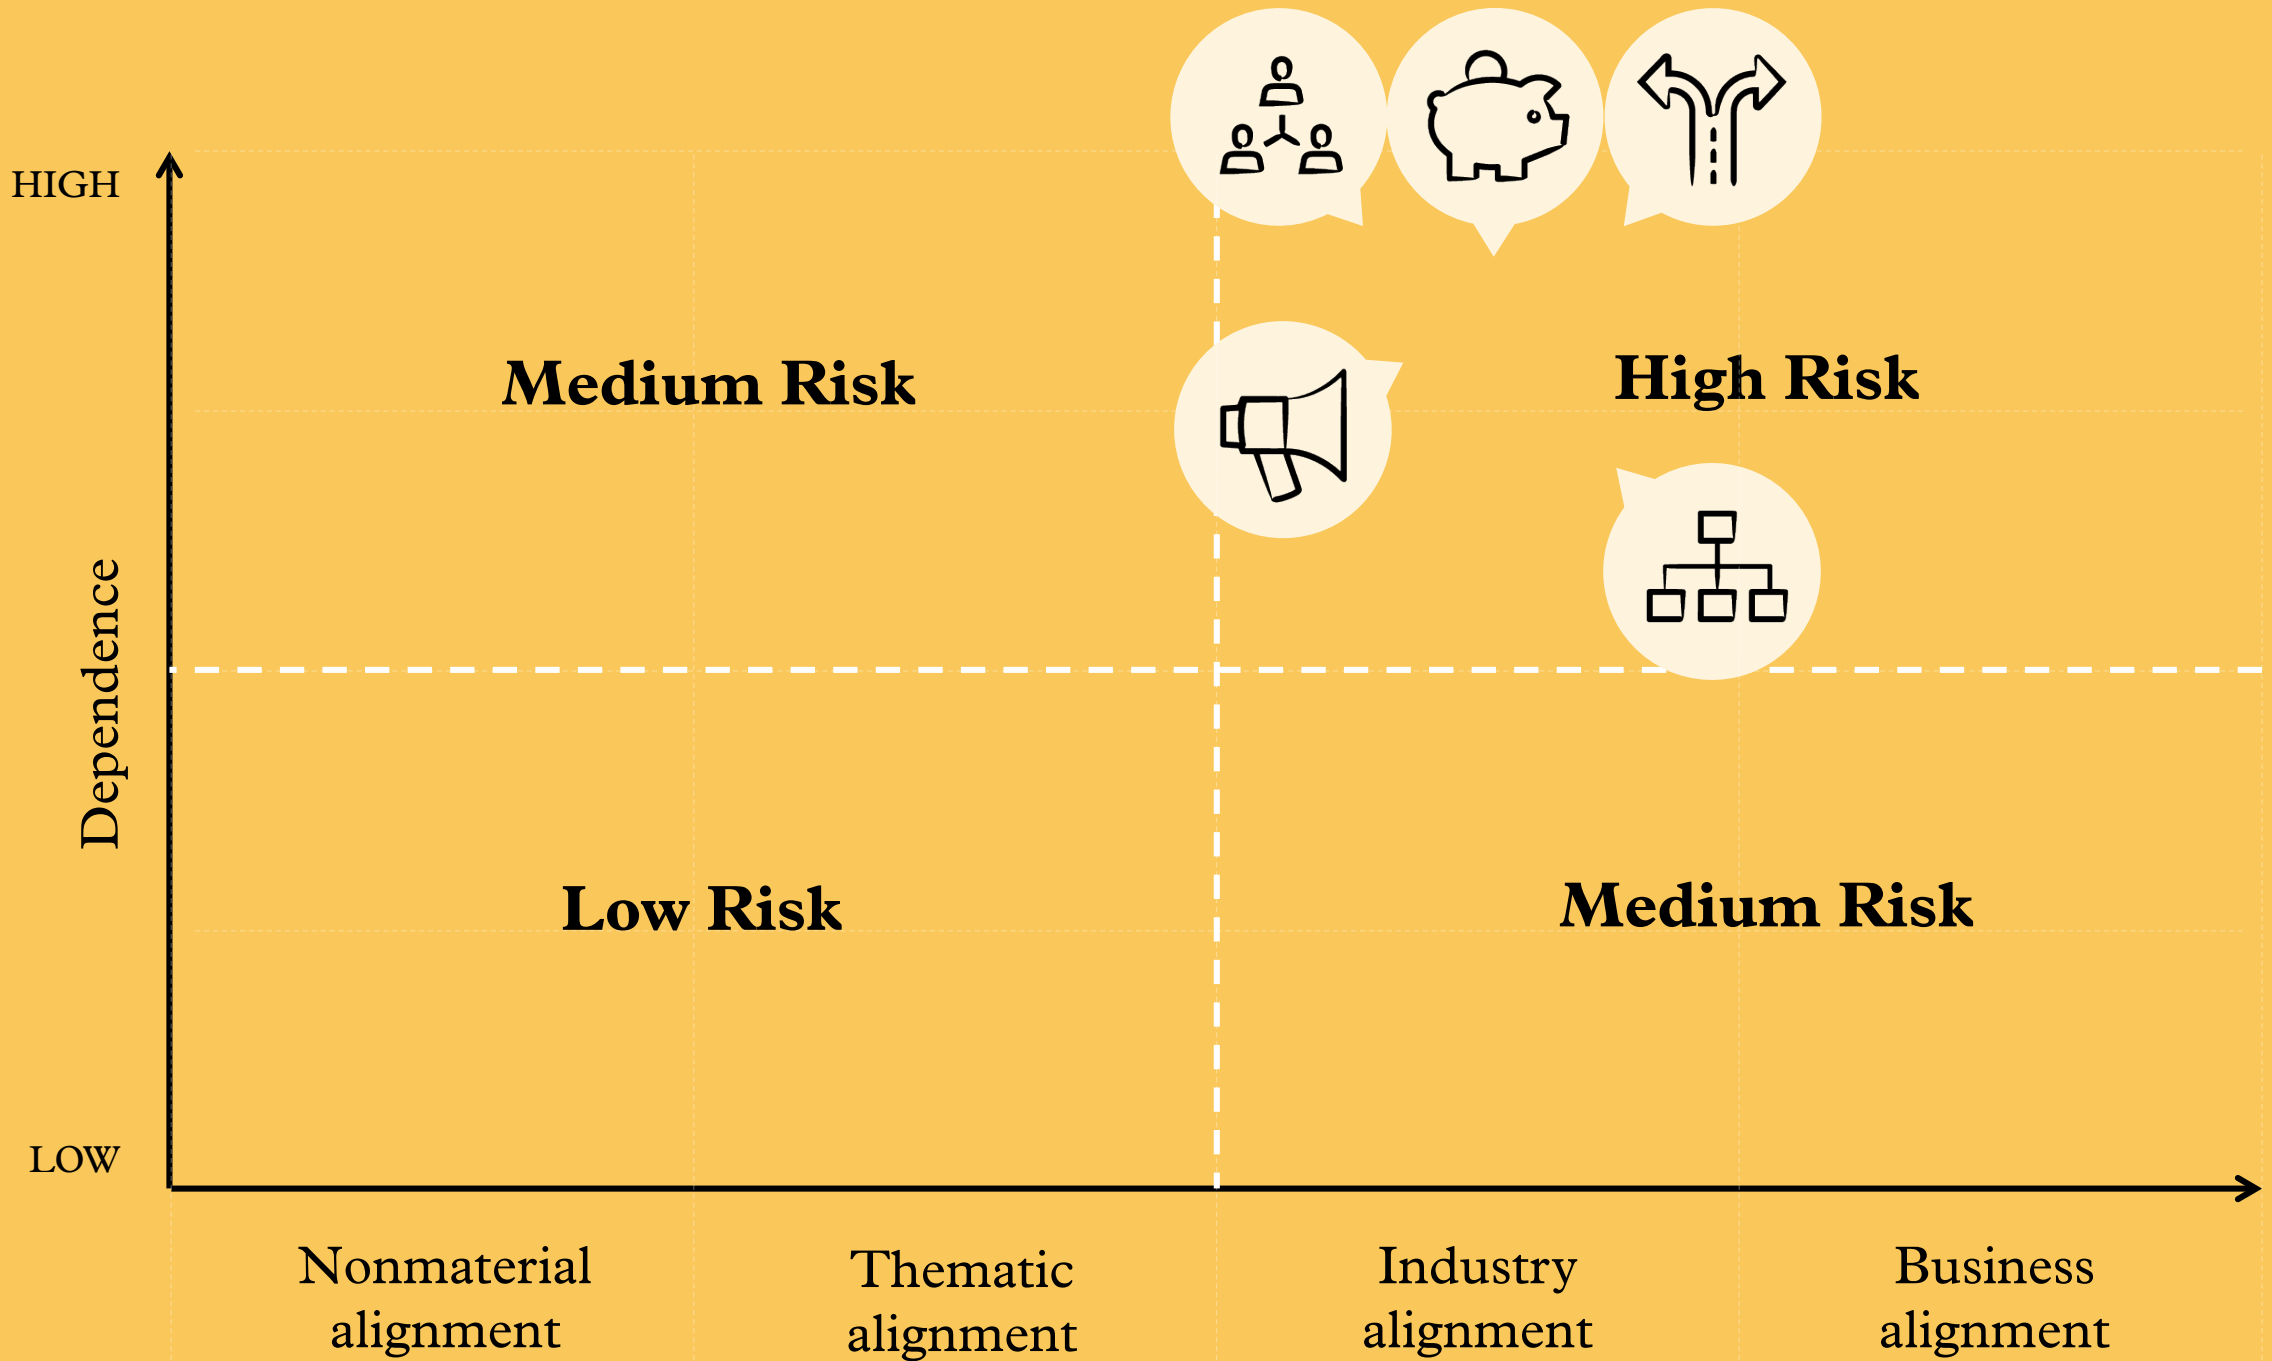 HIGH
Medium Risk
High Risk
Dependence
Low Risk
Medium Risk
LOW
Nonmaterial
alignment
Thematic
alignment
Industry
alignment
Business
alignment